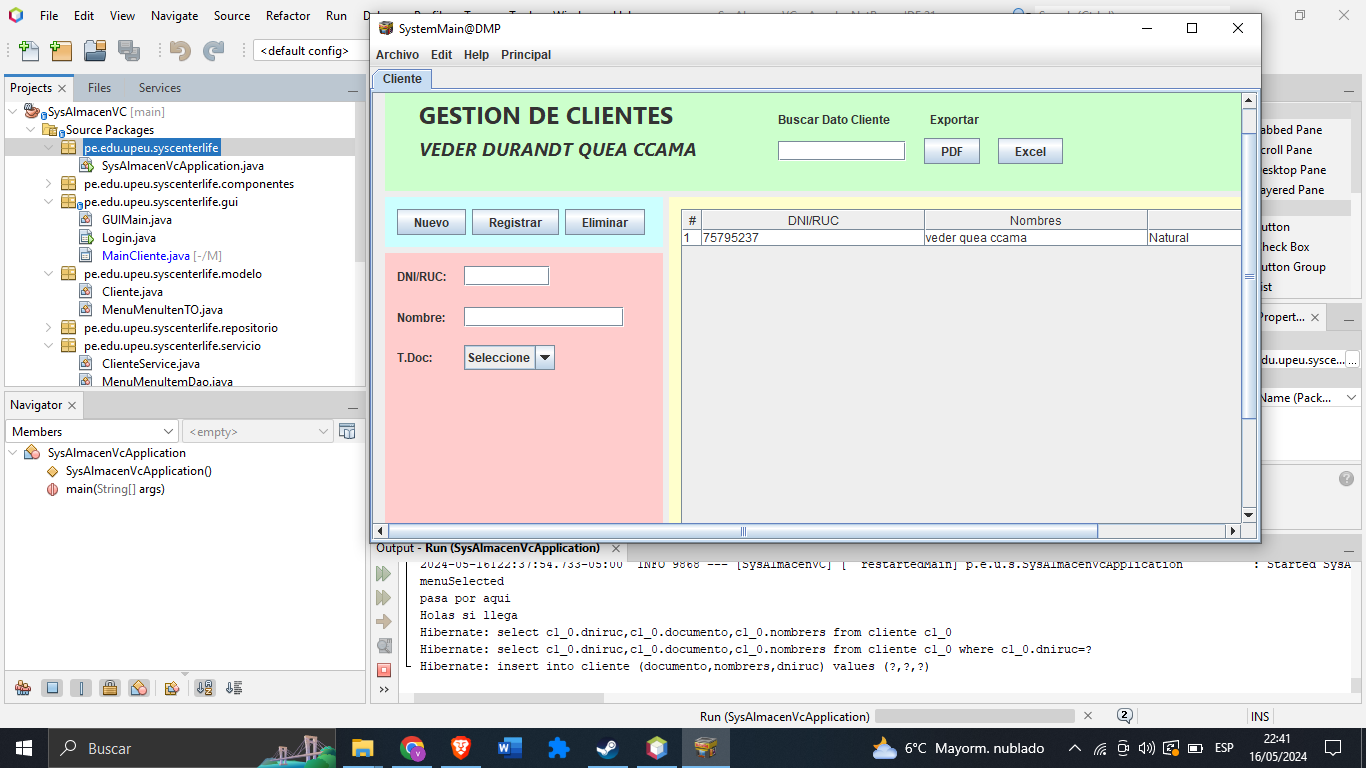 File Edit View Navigate Source Refactor Run
SystemMain@DMP
Archivo Edit Help Principal
<default config>
Projects Files Services
Cliente
SysAlmacenVC [main]
Source Packages
pe.edu.upeu.syscenterlife
SysAlmacenVcApplication.java
pe.edu.upeu.syscenterlife.componentes
pe.edu.upeu.syscenterlife.gui
GUIMain.java
Login.java
MainCliente.java [-/M]
pe.edu.upeu.syscenterlife.modelo
Cliente.java
MenuMenuItenTO.java
pe.edu.upeu.syscenterlife.repositorio
pe.edu.upeu.syscenterlife.servicio
ClienteService.java
MenuMenuItemDao.java
GESTION DE CLIENTES
VEDER DURANDT QUEA CCAMA
Buscar Dato Cliente
Exportar
PDF Excel
Nuevo Registrar Eliminar
DNI/RUC:
Nombre:
T.Doc: Seleccione
# DNI/RUC Nombres
1 75795237 veder quea ccama Natural
abbed Pane
croll Pane
esktop Pane
ayered Pane
utton
heck Box
utton Group
ist
Propert...
du.upeu.sysce... ...
Name (Pack...
Navigator
Members <empty>
SysAlmacenVcApplication
SysAlmacenVcApplication()
main(String[] args)
Output - Run (SysAlmacenVcApplication)
2024-05-16T22:37:54.733-05:00 INFO 9868 --- [SysAlmacenVC] [ restartedMain] p.e.u.s.SysAlmacenVcApplication : Started SysA
menuSelected
pasa por aqui
Holas si llega
Hibernate: select c1_0.dniruc,c1_0.documento,c1_0.nombrers from cliente c1_0
Hibernate: select c1_0.dniruc,c1_0.documento,c1_0.nombrers from cliente c1_0 where c1_0.dniruc=?
Hibernate: insert into cliente (documento,nombrers,dniruc) values (?,?,?)
Run (SysAlmacenVcApplication) 2 INS
Buscar
6°C Mayorm. nublado
ESP
22:41
16/05/2024